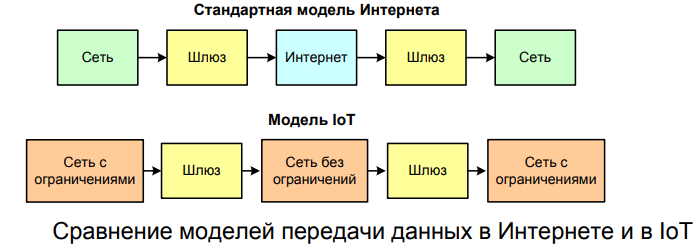 Стандартная модель Интернета
Сеть
Шлюз
Интернет
Шлюз
Сеть
Модель IoT
Сеть с
ограничениями
Шлюз
Сеть без
ограничений
Шлюз
Сеть с
ограничениями
Сравнение моделей передачи данных в Интернете и в IoT